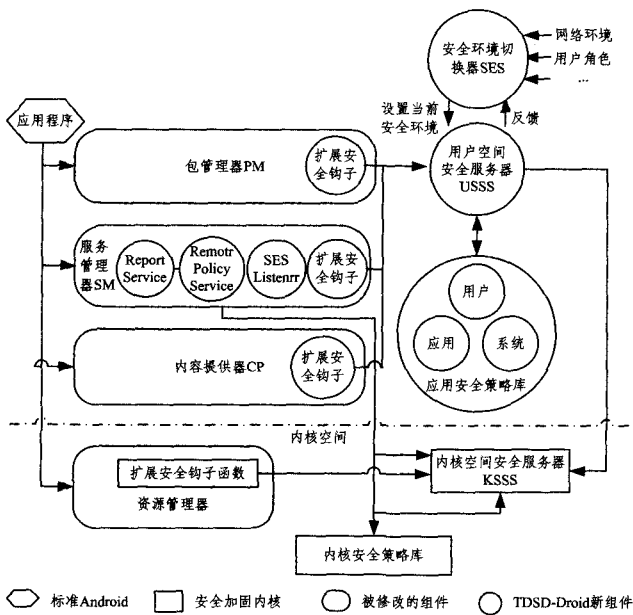 安全环境切
换器SES
网络环境
用户角色
...
设置当前
安全环境
反馈
应用程序
包管理器PM
扩展安
全钩子
用户空间
安全服务器
USSS
服务
管理
器SM
Report
Service
Remotr
Policy
Service
SES
Listenrr
扩展安
全钩子
用户
应用
系统
应用安全策略库
内容提供器CP
扩展安
全钩子
内核空间
扩展安全钩子函数
资源管理器
内核空间安全服务器
KSSS
内核安全策略库
标准Android
安全加固内核
被修改的组件
TDSD-Droid新组件